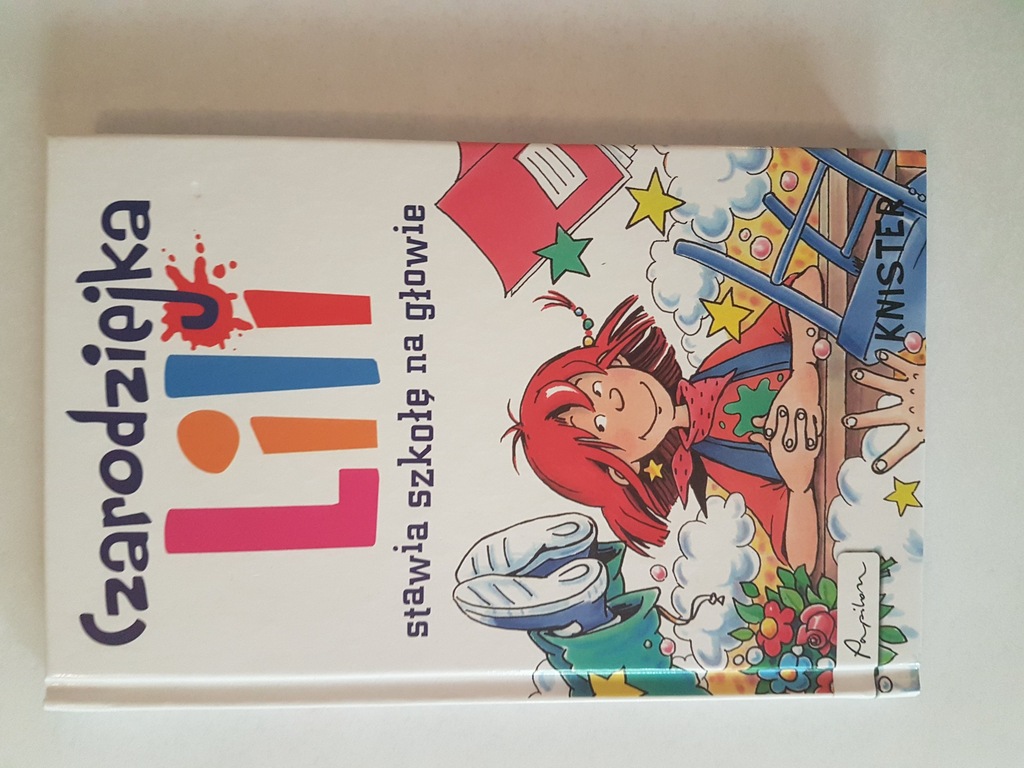 Czarodziejka
Lilli
stawia szkołę na głowie
KNISTER
Papilon